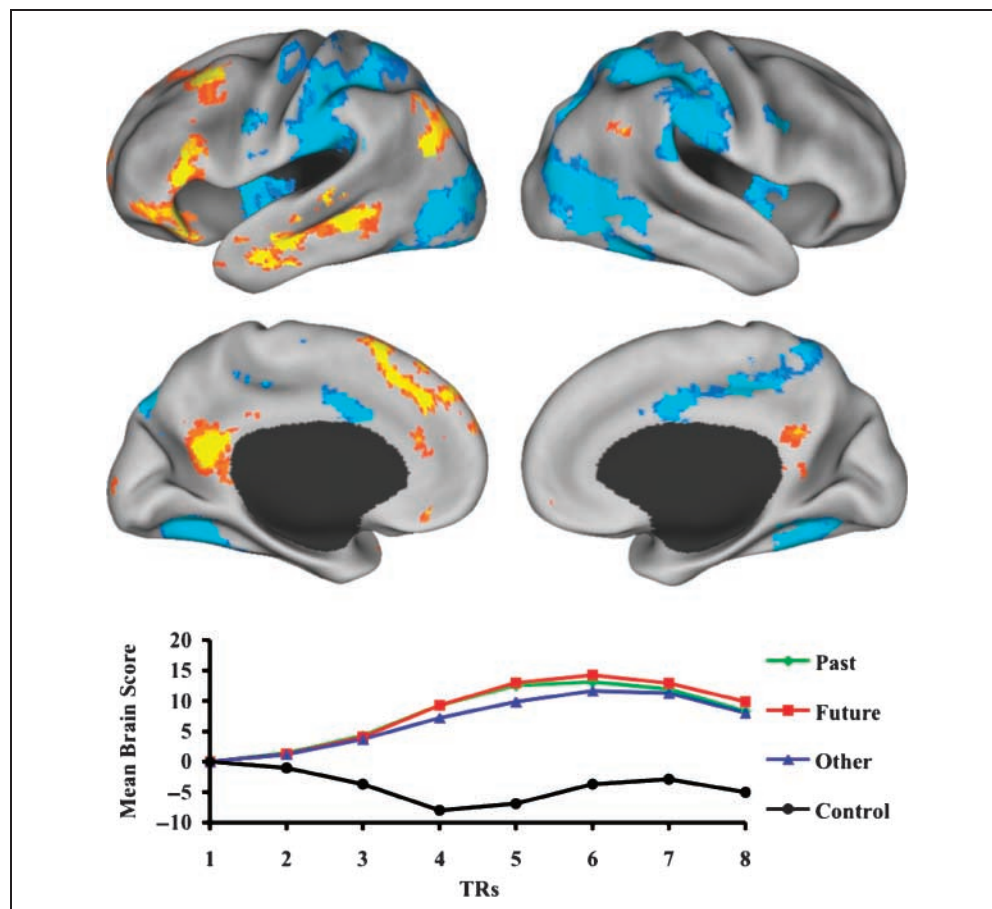 20
15
10
5
0
−5
−10
Mean Brain Score
1 2 3 4 5 6 7 8
TRs
Past
Future
Other
Control